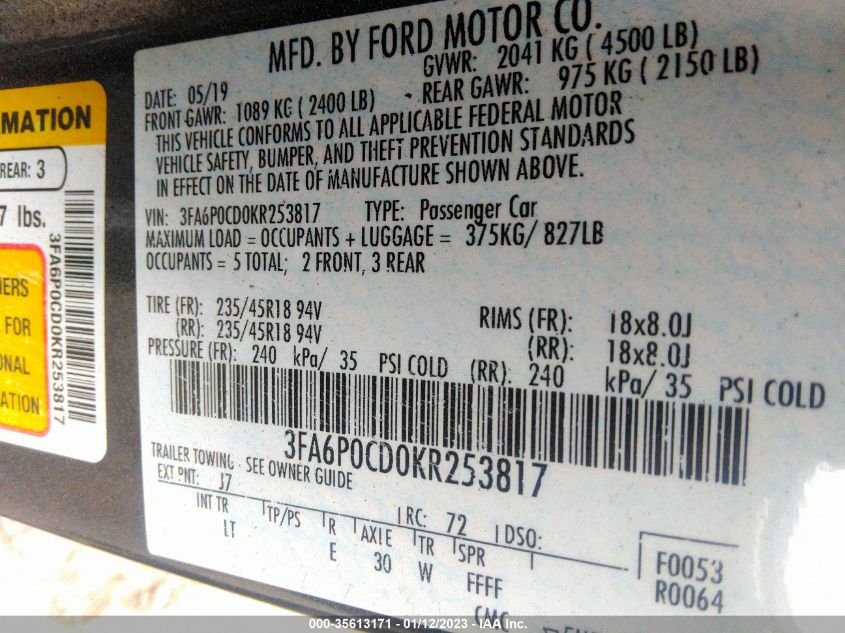 MATION
REAR: 3
7 lbs.
3FA6P0CD0KR253817
FOR
ONAL
ATION
MFD. BY FORD MOTOR CO.
DATE: 05/19
GVWR: 2041 KG ( 4500 LB)
FRONT GAWR: 1089 KG ( 2400 LB) - REAR GAWR: 975 KG ( 2150 LB)
THIS VEHICLE CONFORMS TO ALL APPLICABLE FEDERAL MOTOR
VEHICLE SAFETY, BUMPER, AND THEFT PREVENTION STANDARDS
IN EFFECT ON THE DATE OF MANUFACTURE SHOWN ABOVE.
VIN: 3FA6P0CD0KR253817 TYPE: Passenger Car
MAXIMUM LOAD = OCCUPANTS + LUGGAGE = 375KG/ 827LB
OCCUPANTS = 5 TOTAL; 2 FRONT, 3 REAR
TIRE (FR): 235/45R18 94V RIMS (FR): 18x8.0J
(RR): 235/45R18 94V (RR): 18x8.0J
PRESSURE (FR): 240 kPa/ 35 PSI COLD (RR): 240 kPa/ 35 PSI COLD
3FA6P0CD0KR253817
TRAILER TOWING - SEE OWNER GUIDE
EXT PNT: J7 RC: 72 DSO:
INT TR TP/PS R AXLE TR SPR
LT E 30 W FFFF
F0053
R0064
000-35613171 - 01/12/2023 - IAAI.com